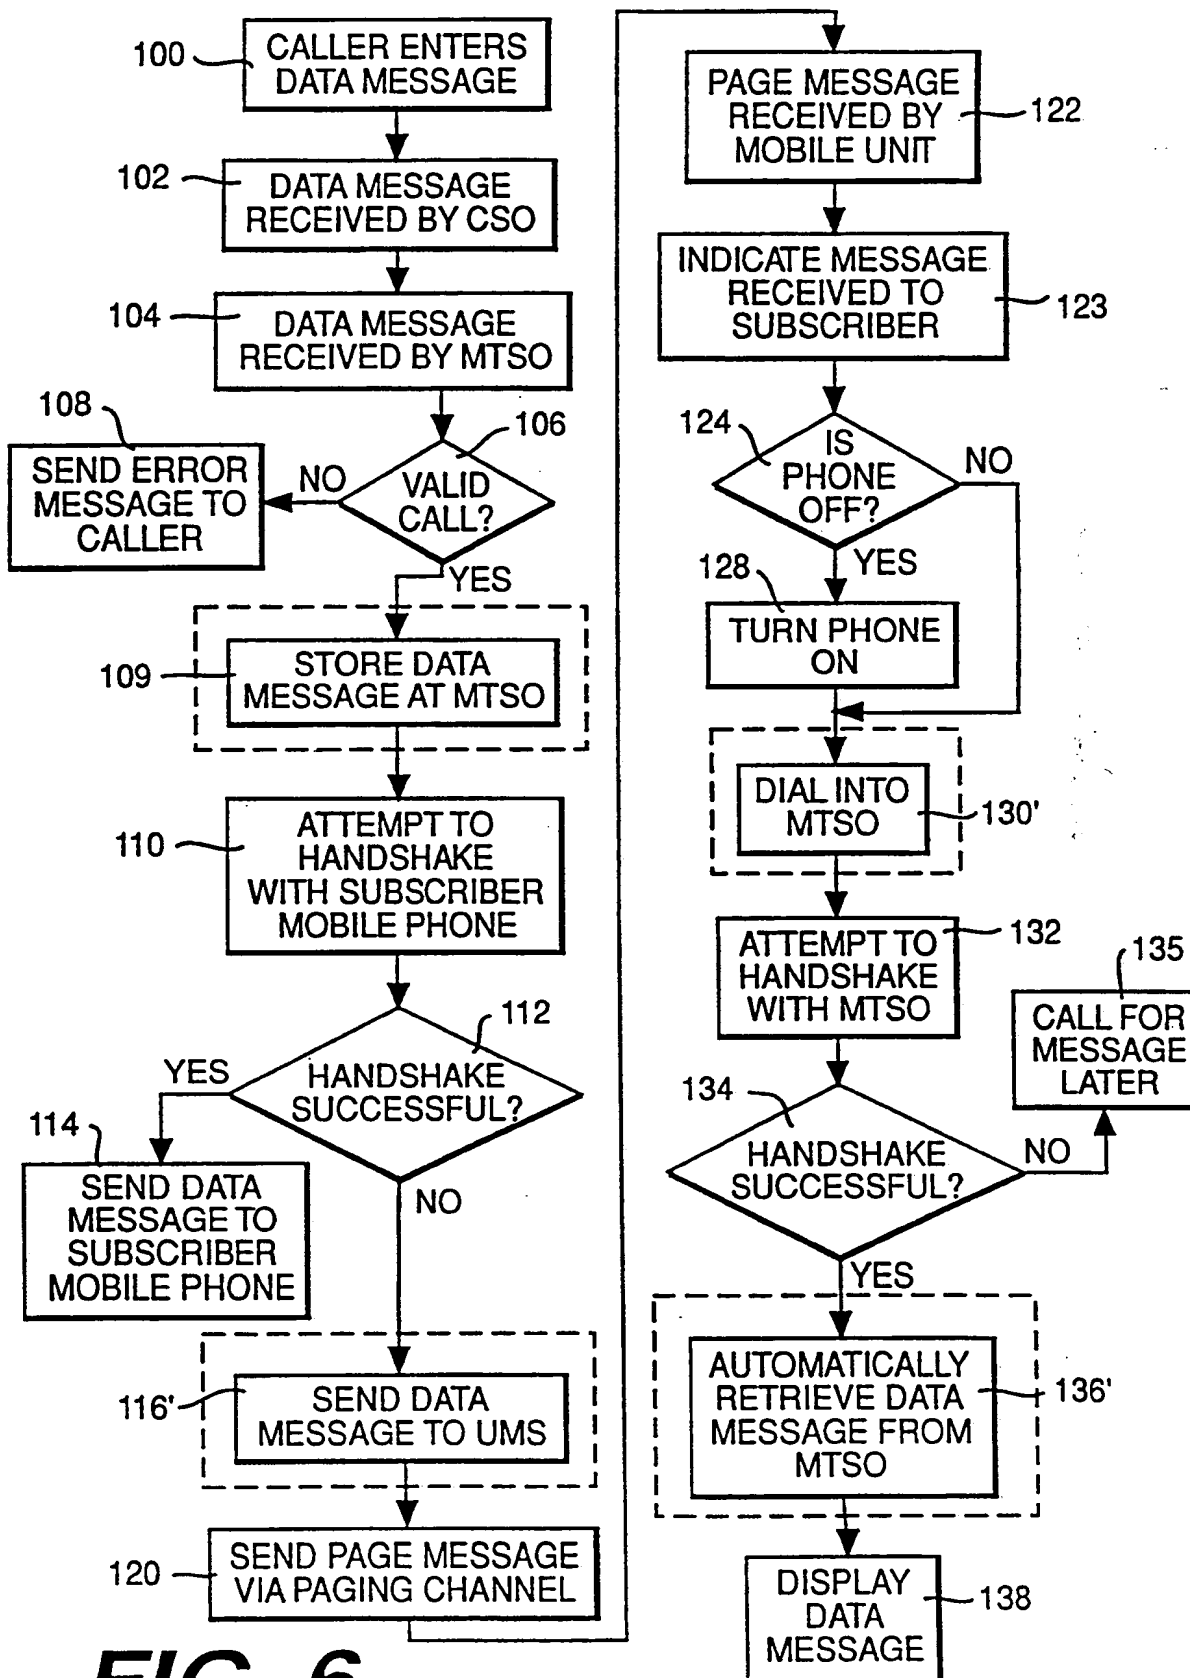 100
CALLER ENTERS
DATA MESSAGE
102
DATA MESSAGE
RECEIVED BY CSO
104
DATA MESSAGE
RECEIVED BY MTSO
108
106
SEND ERROR
MESSAGE TO
CALLER
NO
VALID
CALL?
YES
109
STORE DATA
MESSAGE AT MTSO
110
ATTEMPT TO
HANDSHAKE
WITH SUBSCRIBER
MOBILE PHONE
112
YES
HANDSHAKE
SUCCESSFUL?
114
SEND DATA
MESSAGE TO
SUBSCRIBER
MOBILE PHONE
NO
116'
SEND DATA
MESSAGE TO UMS
120
SEND PAGE MESSAGE
VIA PAGING CHANNEL
PAGE MESSAGE
RECEIVED BY
MOBILE UNIT
122
INDICATE MESSAGE
RECEIVED TO
SUBSCRIBER
123
124
IS
PHONE
OFF?
NO
YES
128
TURN PHONE
ON
DIAL INTO
MTSO
130'
ATTEMPT TO
HANDSHAKE
WITH MTSO
132
135
CALL FOR
MESSAGE
LATER
134
HANDSHAKE
SUCCESSFUL?
NO
YES
AUTOMATICALLY
RETRIEVE DATA
MESSAGE FROM
MTSO
136'
DISPLAY
DATA
MESSAGE
138
FIG. 6